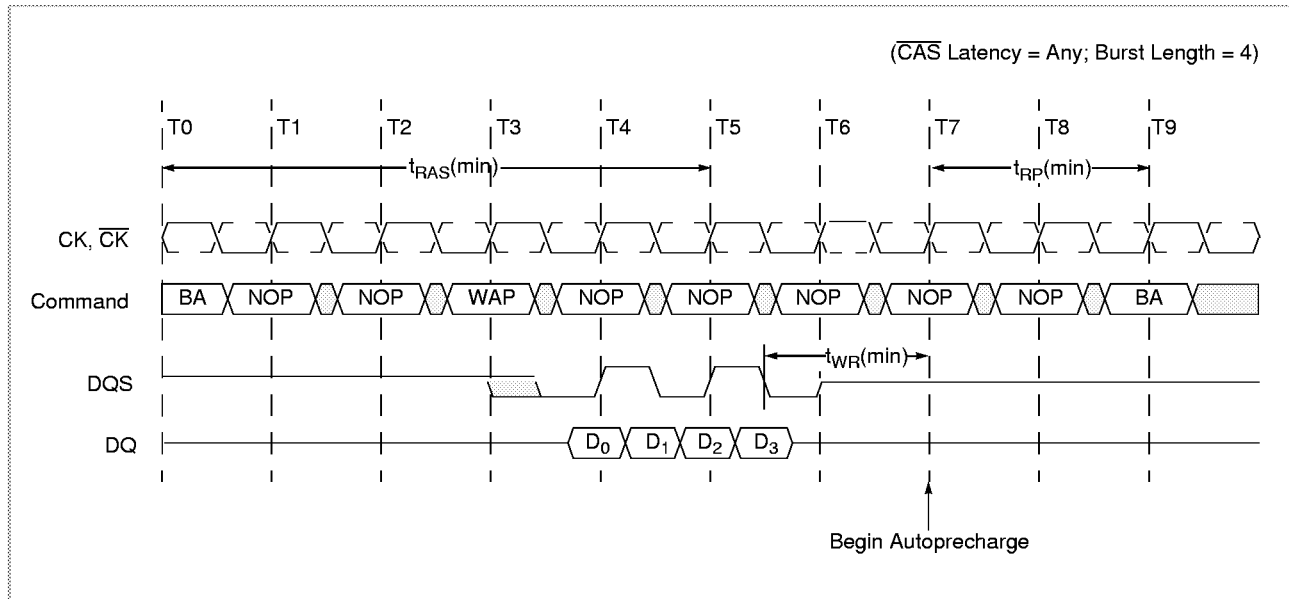 (C̅A̅S̅ Latency = Any; Burst Length = 4)
T0 T1 T2 T3 T4 T5 T6 T7 T8 T9
tRAS(min) tRP(min)
CK, C̅K̅
Command BA NOP NOP WAP NOP NOP NOP NOP NOP BA
tWR(min)
DQS
DQ D0 D1 D2 D3
Begin Autoprecharge